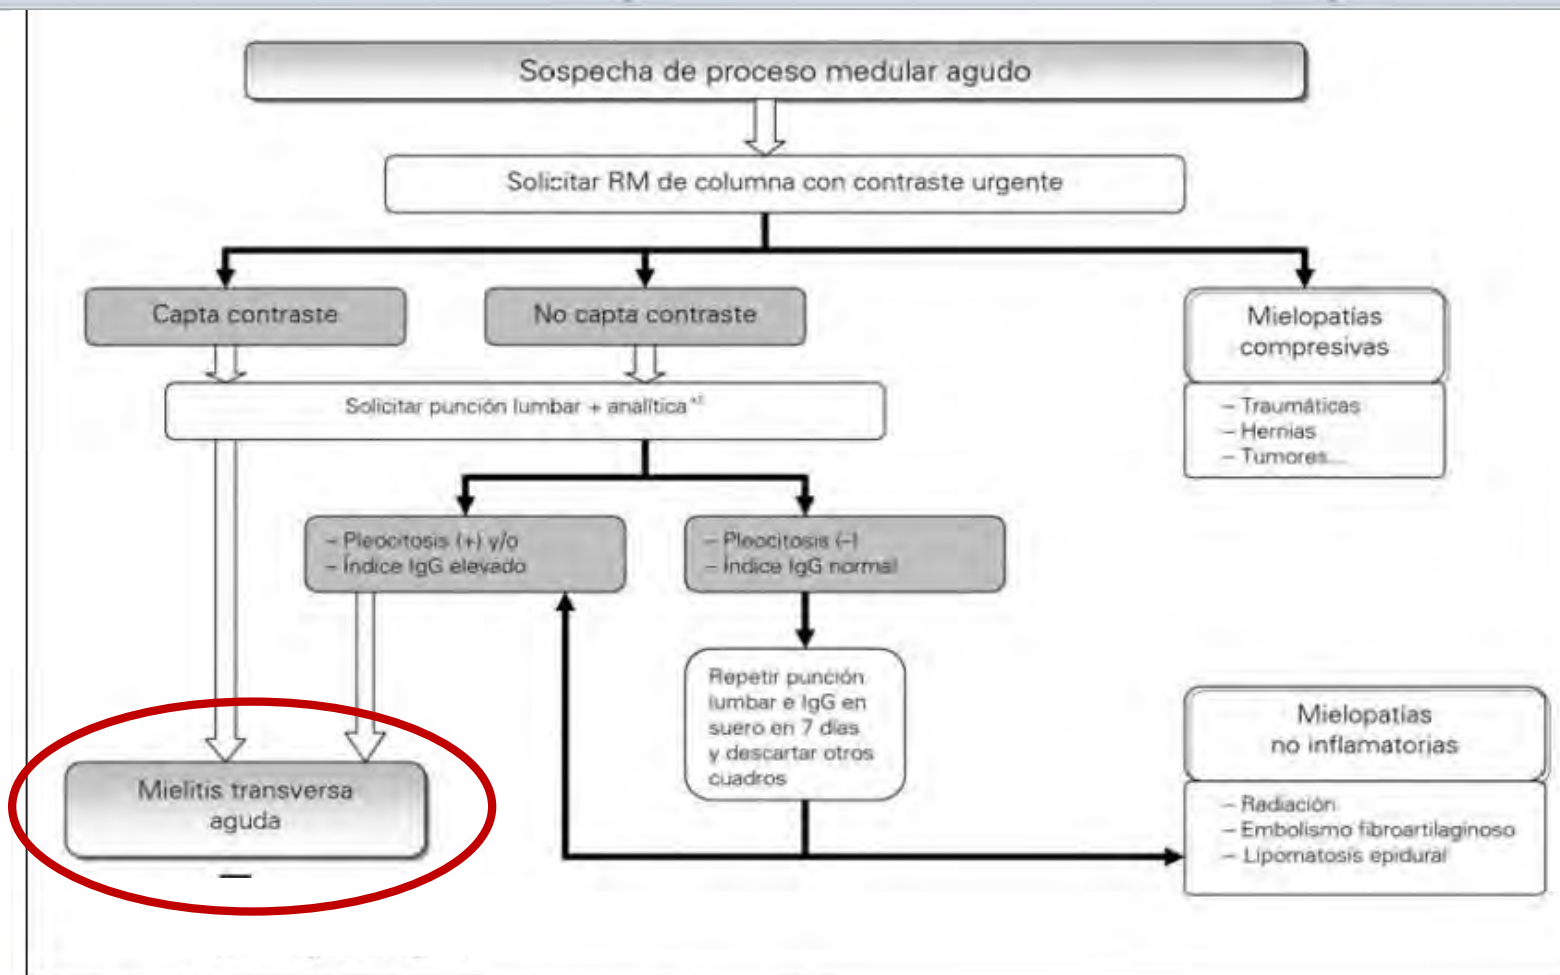 Sospecha de proceso medular agudo
Solicitar RM de columna con contraste urgente
Capta contraste
No capta contraste
Mielopatías
compresivas
– Traumáticas
– Hernias
– Tumores...
Solicitar punción lumbar + analítica
– Pleocitosis (+) y/o
– Índice IgG elevado
– Pleocitosis (–)
– Índice IgG normal
Repetir punción
lumbar e IgG en
suero en 7 días
y descartar otros
cuadros
Mielitis transversa
aguda
Mielopatías
no inflamatorias
– Radiación
– Embolismo fibroartilaginoso
– Lipomatosis epidural